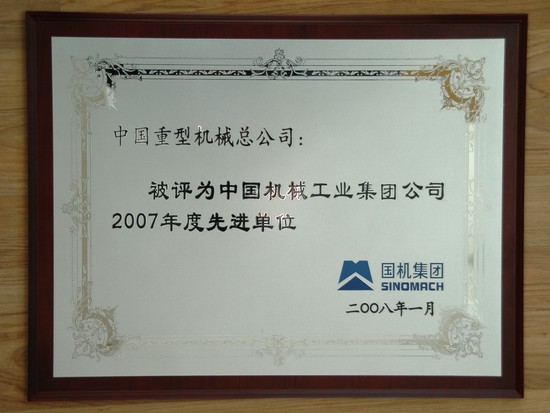 中国重型机械总公司：
被评为中国机械工业集团公司
2007年度先进单位
国机集团
SINOMACH
二〇〇八年一月